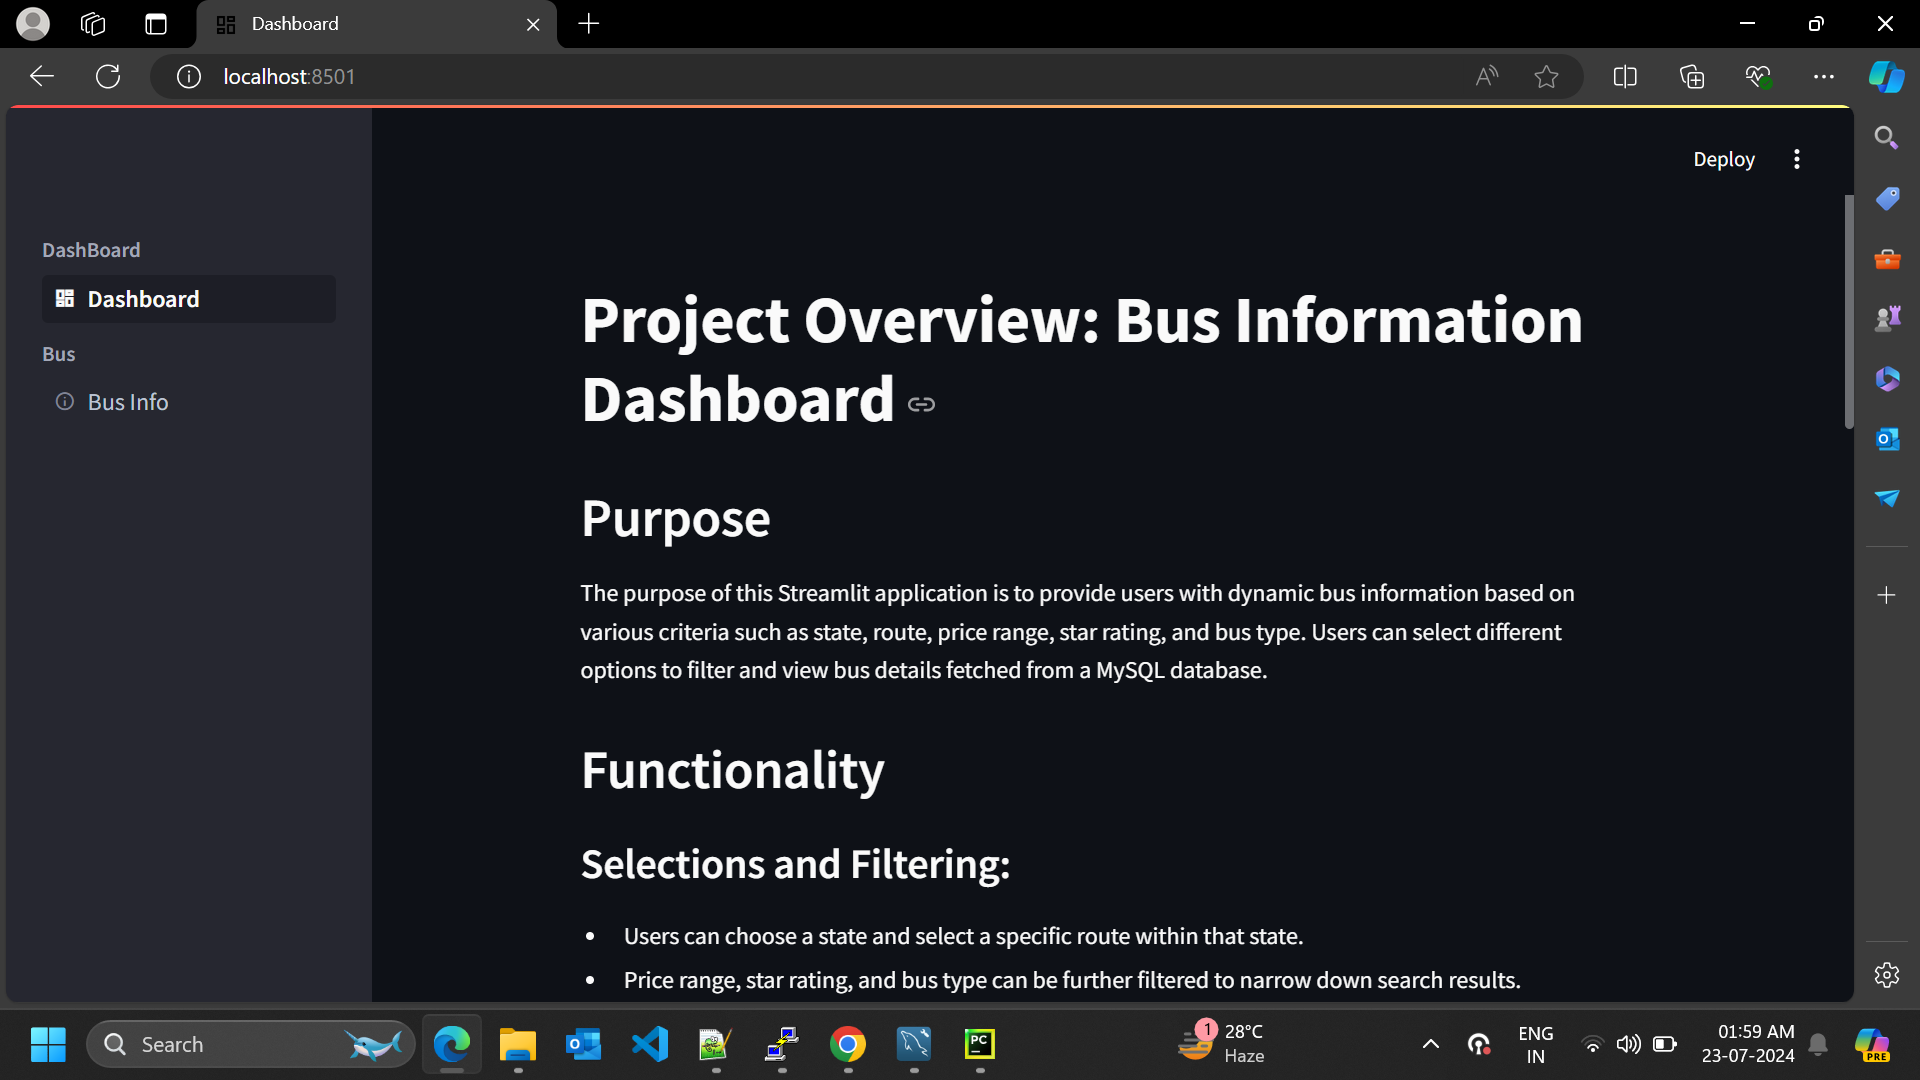 Dashboard
localhost:8501
Deploy
DashBoard
Dashboard
Bus
Bus Info
Project Overview: Bus Information
Dashboard
Purpose
The purpose of this Streamlit application is to provide users with dynamic bus information based on
various criteria such as state, route, price range, star rating, and bus type. Users can select different
options to filter and view bus details fetched from a MySQL database.
Functionality
Selections and Filtering:
• Users can choose a state and select a specific route within that state.
• Price range, star rating, and bus type can be further filtered to narrow down search results.
Search
PC
1
28°C
Haze
ENG
IN
01:59 AM
23-07-2024
PRE